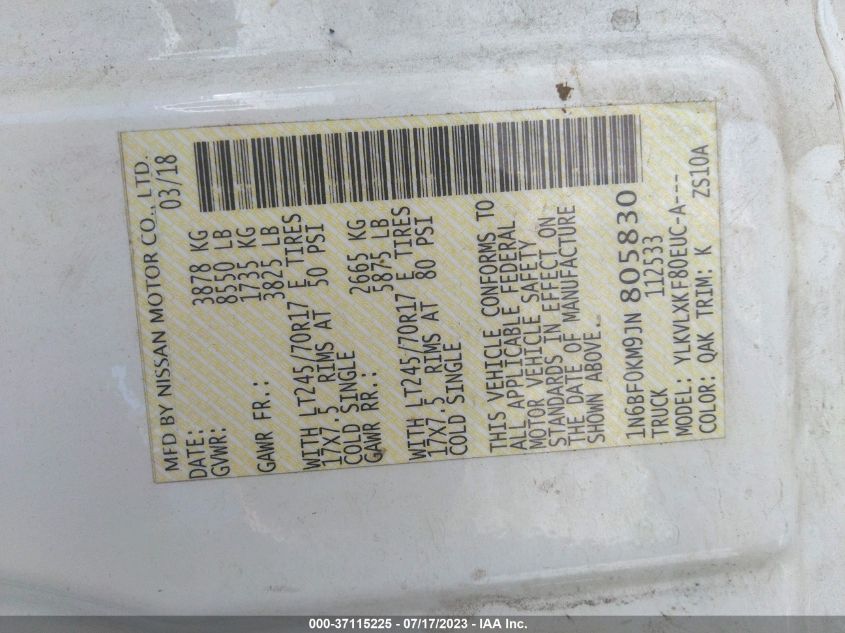 MFD BY NISSAN MOTOR CO., LTD.
DATE: 03/18
GVWR: 3878 KG
8550 LB
1735 KG
GAWR FR.: 3825 LB
WITH LT245/70R17 E TIRES
17X7.5 RIMS AT 50 PSI
COLD SINGLE
GAWR RR.: 2665 KG
5875 LB
WITH LT245/70R17 E TIRES
17X7.5 RIMS AT 80 PSI
COLD SINGLE
THIS VEHICLE CONFORMS TO
ALL APPLICABLE FEDERAL
MOTOR VEHICLE SAFETY
STANDARDS IN EFFECT ON
THE DATE OF MANUFACTURE
SHOWN ABOVE.
1N6BF0KM9JN805830
TRUCK 112533
MODEL: YLKVLXKF80EUC-A---
COLOR: QAK TRIM: K ZS10A
000-37115225 - 07/17/2023 - IAA Inc.